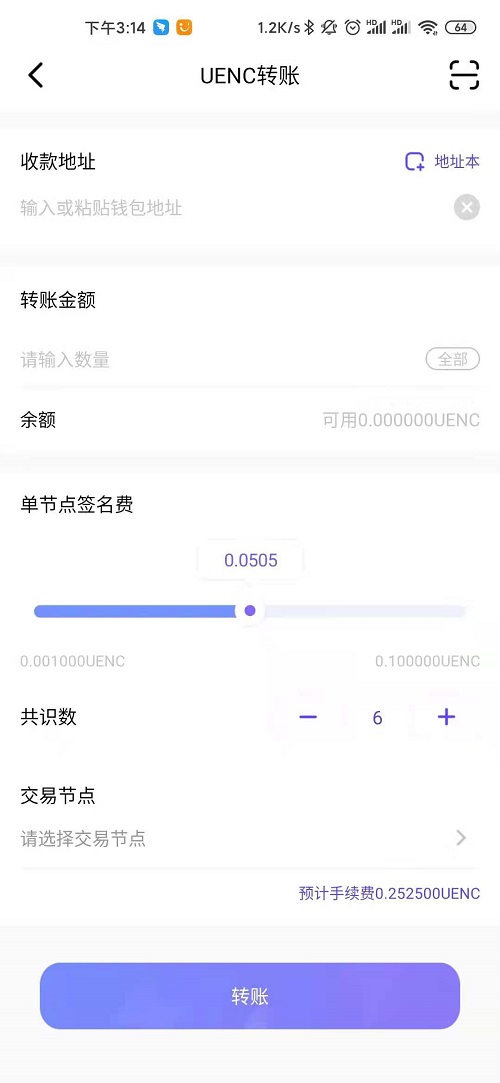 下午3:14
1.2K/s HD HD 64
UENC转账
收款地址 地址本
输入或粘贴钱包地址
转账金额
请输入数量 全部
余额 可用0.000000UENC
单节点签名费
0.0505
0.001000UENC 0.100000UENC
共识数 6
交易节点
请选择交易节点
预计手续费0.252500UENC
转账